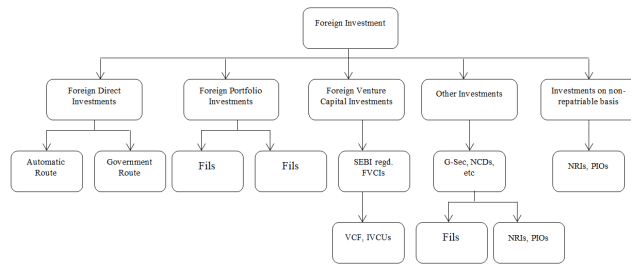 Foreign Investment
Foreign Direct
Investments
Foreign Portfolio
Investments
Foreign Venture
Capital Investments
Other Investments
Investments on non-
repatriable basis
Automatic
Route
Government
Route
Fils
Fils
SEBI regd.
FVCIs
G-Sec, NCDs,
etc
NRIs, PIOs
VCF, IVCUs
Fils
NRIs, PIOs